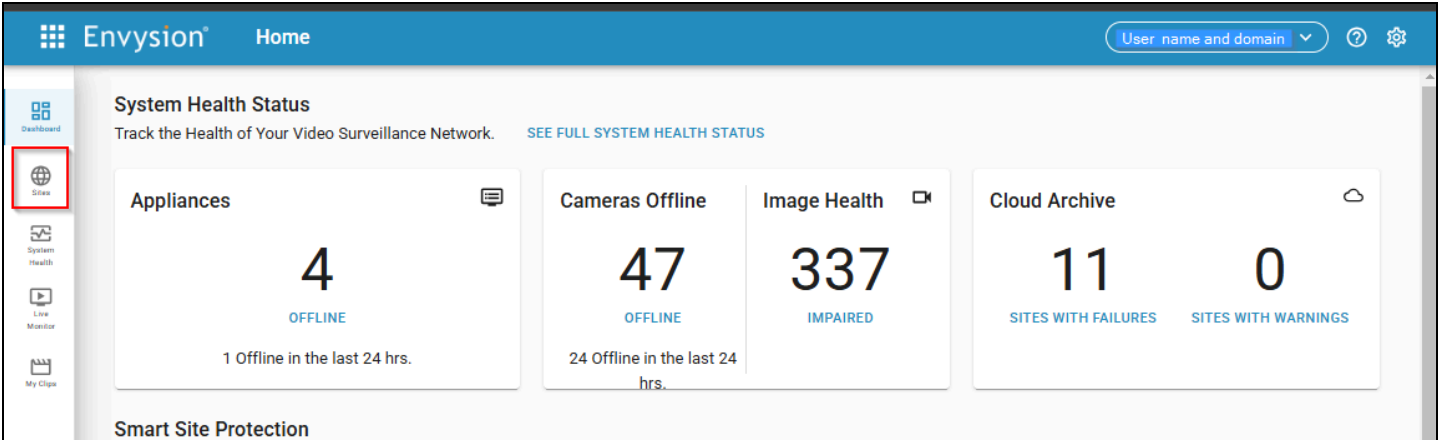 Envysion® Home User name and domain
Dashboard
Sites
System
Health
Live
Monitor
My Clips
System Health Status
Track the Health of Your Video Surveillance Network. SEE FULL SYSTEM HEALTH STATUS
Appliances
4
OFFLINE
1 Offline in the last 24 hrs.
Cameras Offline
47
OFFLINE
24 Offline in the last 24
hrs.
Image Health
337
IMPAIRED
Cloud Archive
11
SITES WITH FAILURES
0
SITES WITH WARNINGS
Smart Site Protection